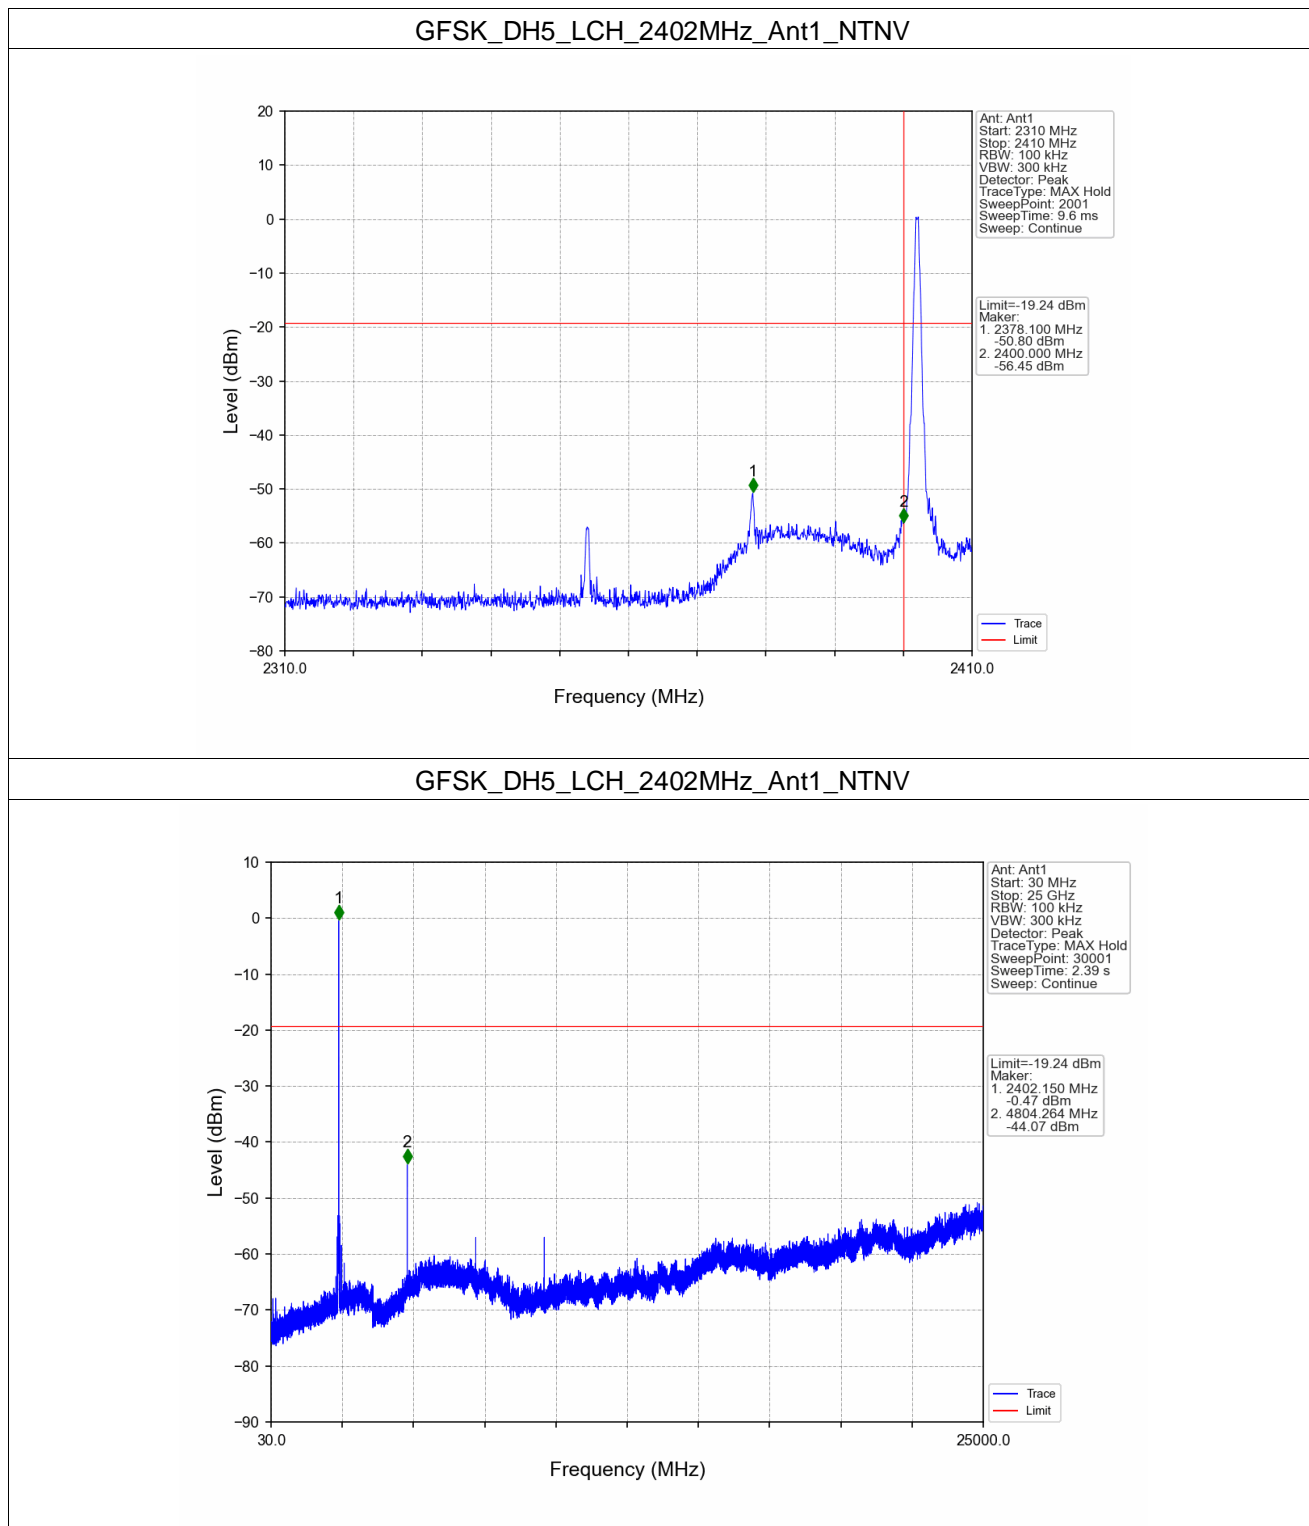 GFSK_DH5_LCH_2402MHz_Ant1_NTNV
20
10
0
−10
−20
−30
−40
−50
−60
−70
−80
Level (dBm)
1
2
2310.0
2410.0
Frequency (MHz)
Ant: Ant1
Start: 2310 MHz
Stop: 2410 MHz
RBW: 100 kHz
VBW: 300 kHz
Detector: Peak
TraceType: MAX Hold
SweepPoint: 2001
SweepTime: 9.6 ms
Sweep: Continue
Limit=-19.24 dBm
Maker:
1. 2378.100 MHz
-50.80 dBm
2. 2400.000 MHz
-56.45 dBm
Trace
Limit
GFSK_DH5_LCH_2402MHz_Ant1_NTNV
10
0
−10
−20
−30
−40
−50
−60
−70
−80
−90
Level (dBm)
1
2
30.0
25000.0
Frequency (MHz)
Ant: Ant1
Start: 30 MHz
Stop: 25 GHz
RBW: 100 kHz
VBW: 300 kHz
Detector: Peak
TraceType: MAX Hold
SweepPoint: 30001
SweepTime: 2.39 s
Sweep: Continue
Limit=-19.24 dBm
Maker:
1. 2402.150 MHz
-0.47 dBm
2. 4804.264 MHz
-44.07 dBm
Trace
Limit